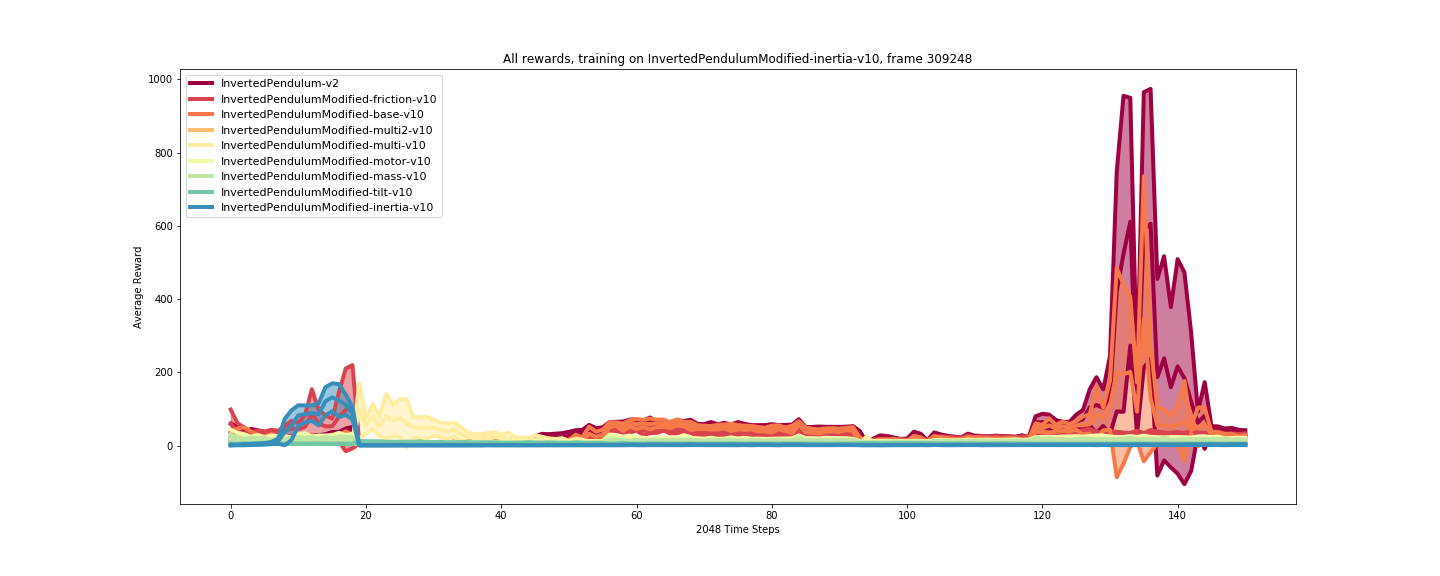 All rewards, training on InvertedPendulumModified-inertia-v10, frame 309248
InvertedPendulum-v2
InvertedPendulumModified-friction-v10
InvertedPendulumModified-base-v10
InvertedPendulumModified-multi2-v10
InvertedPendulumModified-multi-v10
InvertedPendulumModified-motor-v10
InvertedPendulumModified-mass-v10
InvertedPendulumModified-tilt-v10
InvertedPendulumModified-inertia-v10
1000
800
600
400
200
0
Average Reward
0 20 40 60 80 100 120 140
2048 Time Steps